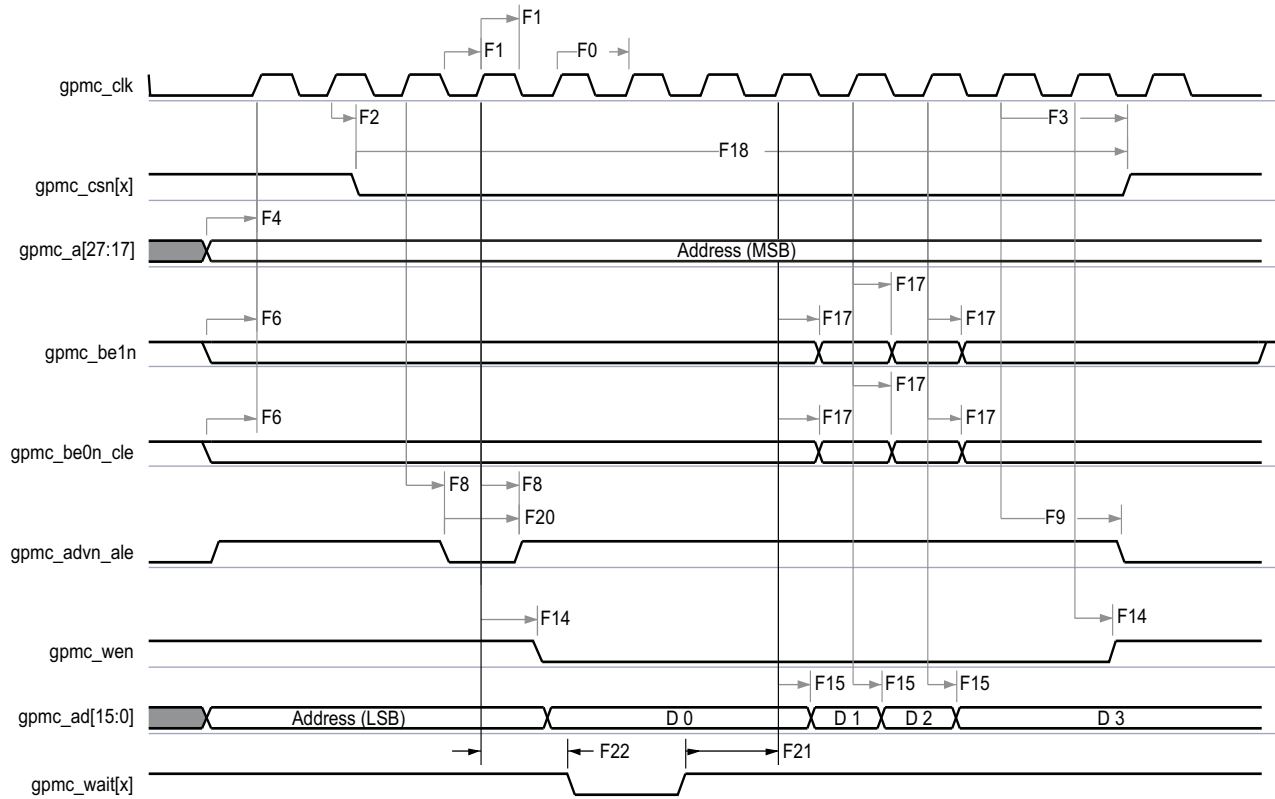 F1
F1 F0
gpmc_clk
F2 F3
F18
gpmc_csn[x]
F4
gpmc_a[27:17] Address (MSB)
F17
F6 F17 F17
gpmc_be1n
F17
F6 F17 F17
gpmc_be0n_cle
F8 F8
F20 F9
gpmc_advn_ale
F14 F14
gpmc_wen
F15 F15 F15
gpmc_ad[15:0] Address (LSB) D 0 D 1 D 2 D 3
F22 F21
gpmc_wait[x]